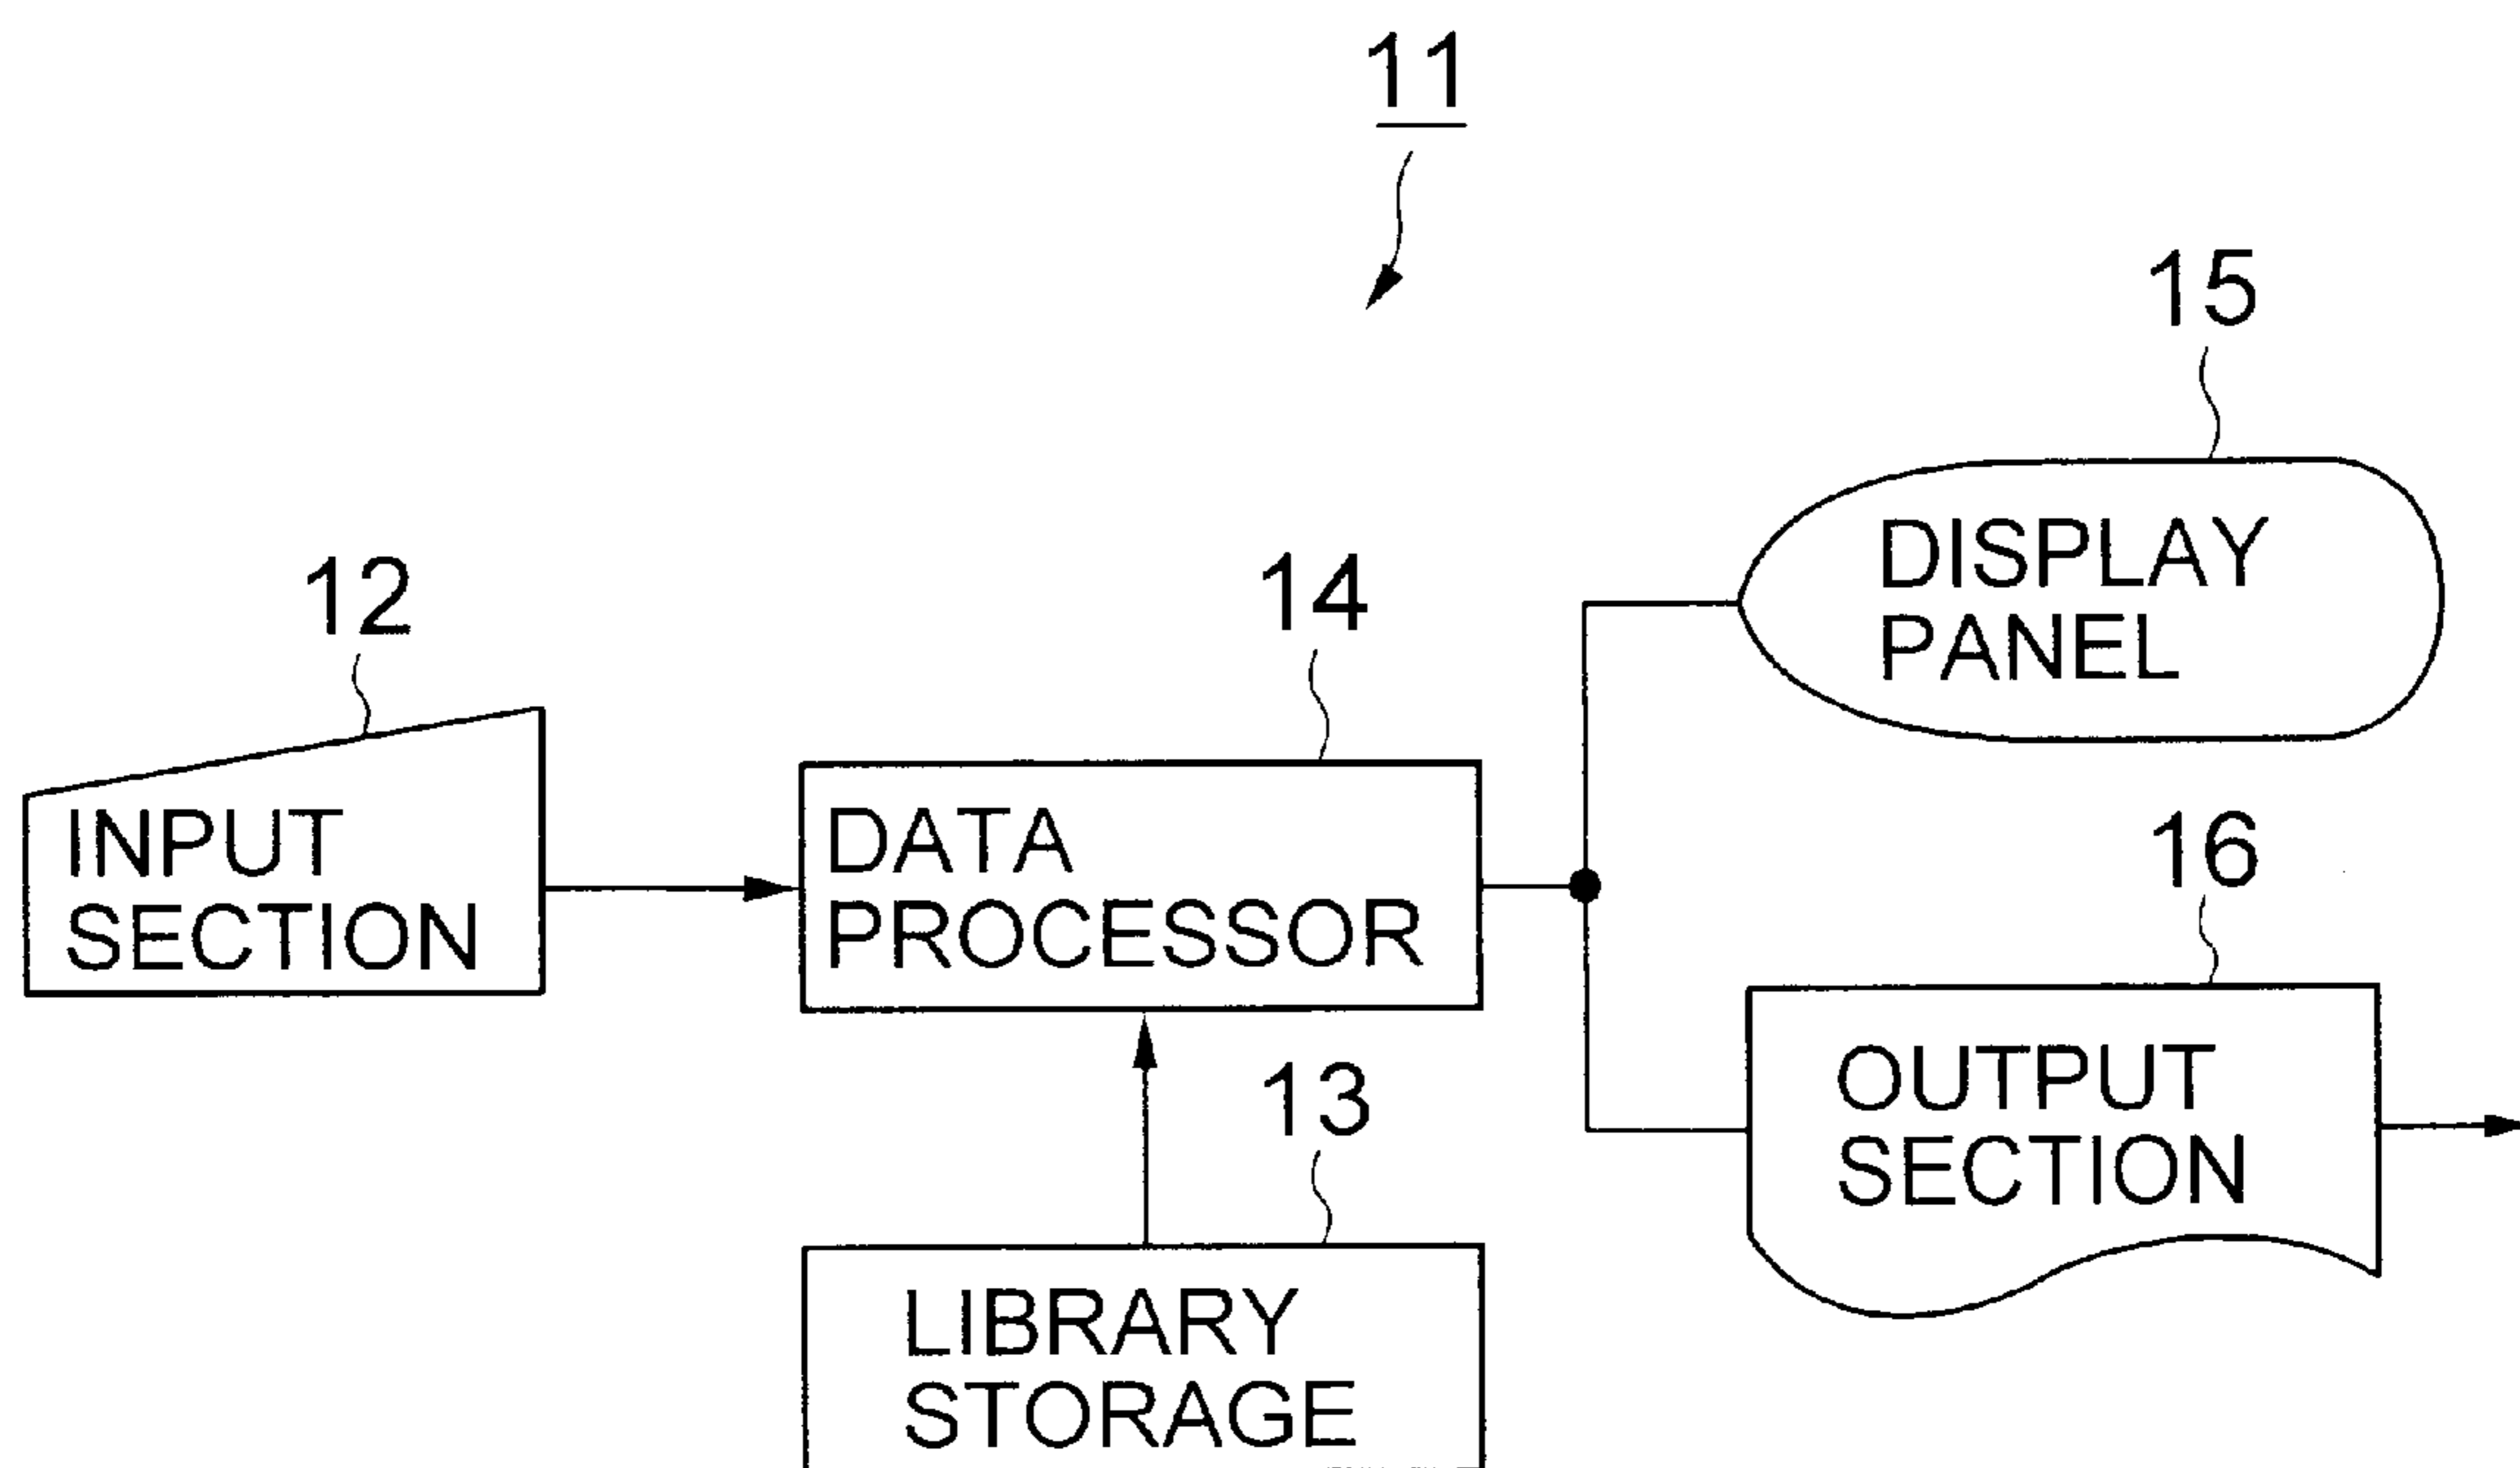 11
15
DISPLAY
PANEL
12
14
INPUT
SECTION
DATA
PROCESSOR
16
OUTPUT
SECTION
13
LIBRARY
STORAGE